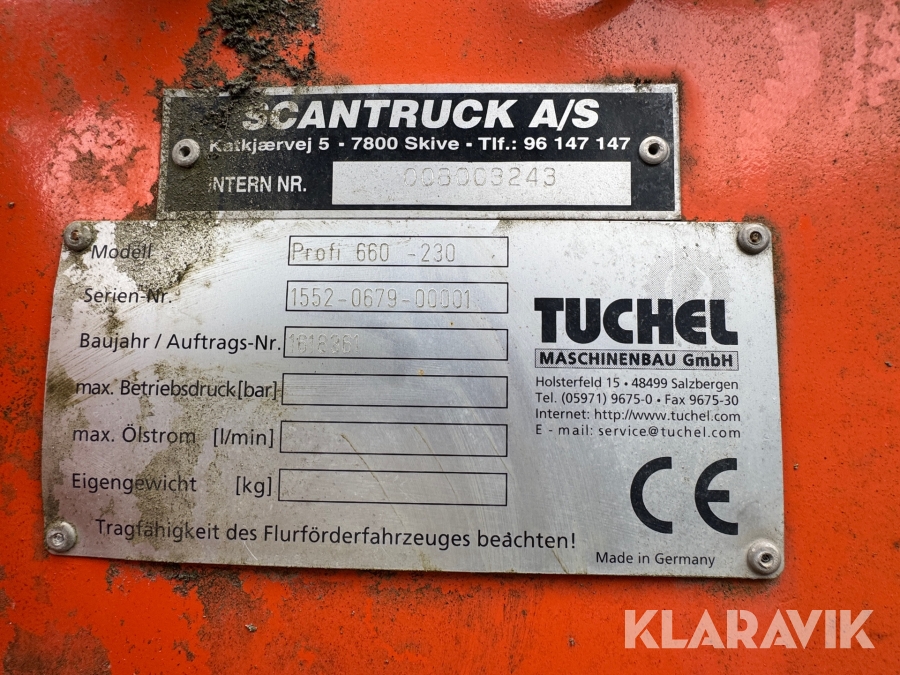 SCANTRUCK A/S
Katkjærvej 5 - 7800 Skive - Tlf.: 96 147 147
INTERN NR. 008009243
Modell Profi 660 -230
Serien-Nr. 1552-0679-00001
Baujahr / Auftrags-Nr.
max. Betriebsdruck [bar]
max. Ölstrom [l/min]
Eigengewicht [kg]
Tragfähigkeit des Flurförderfahrzeuges beachten!
TUCHEL
MASCHINENBAU GmbH
Holsterfeld 15 • 48499 Salzbergen
Tel. (05971) 9675-0 • Fax 9675-30
Internet: http://www.tuchel.com
E - mail: service@tuchel.com
CE
Made in Germany
KLARAVIK